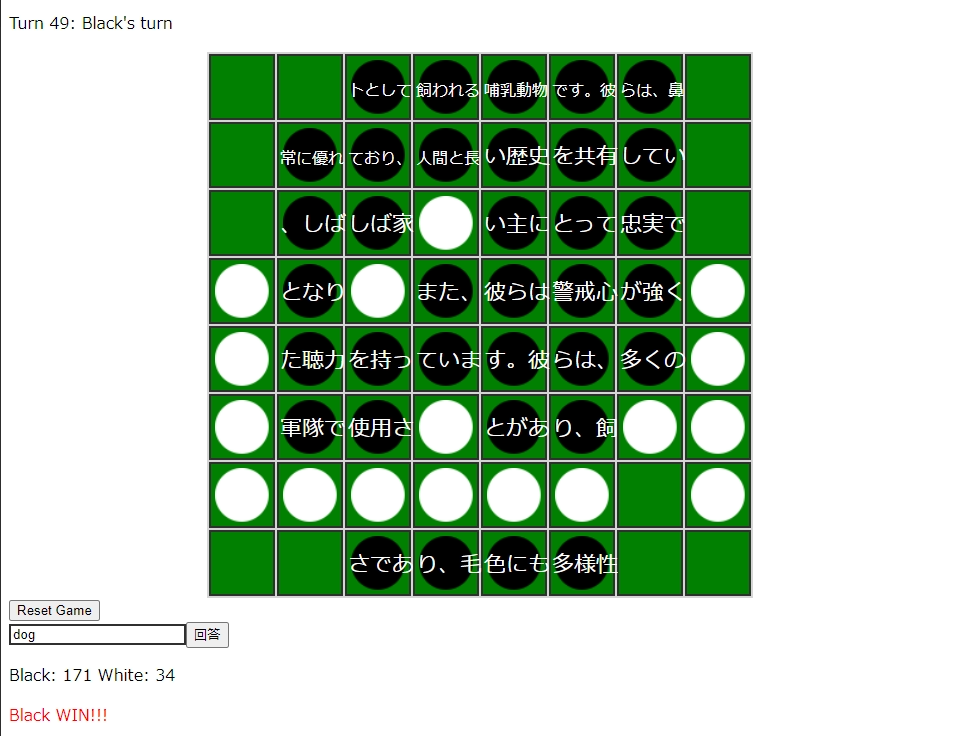 Turn 49: Black's turn
トとして飼われる哺乳動物です。彼らは、鼻
常に優れており、人間と長い歴史を共有してい
、しばしば家い主にとって忠実で
となりまた、彼らは警戒心が強く
た聴力を持っています。彼らは、多くの
軍隊で使用さとがあり、飼
さであり、毛色にも多様性
Reset Game
dog 回答
Black: 171 White: 34
Black WIN!!!